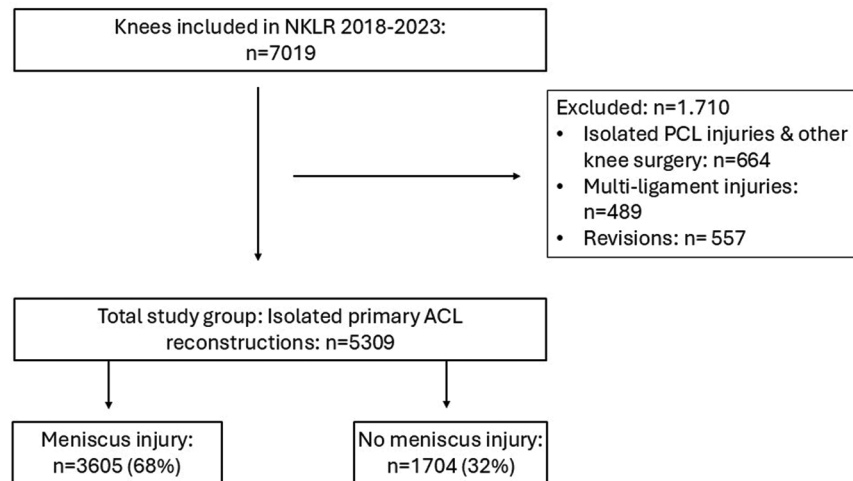 Knees included in NKLR 2018-2023:
n=7019
Excluded: n=1.710
• Isolated PCL injuries & other
knee surgery: n=664
• Multi-ligament injuries:
n=489
• Revisions: n= 557
Total study group: Isolated primary ACL
reconstructions: n=5309
Meniscus injury:
n=3605 (68%)
No meniscus injury:
n=1704 (32%)